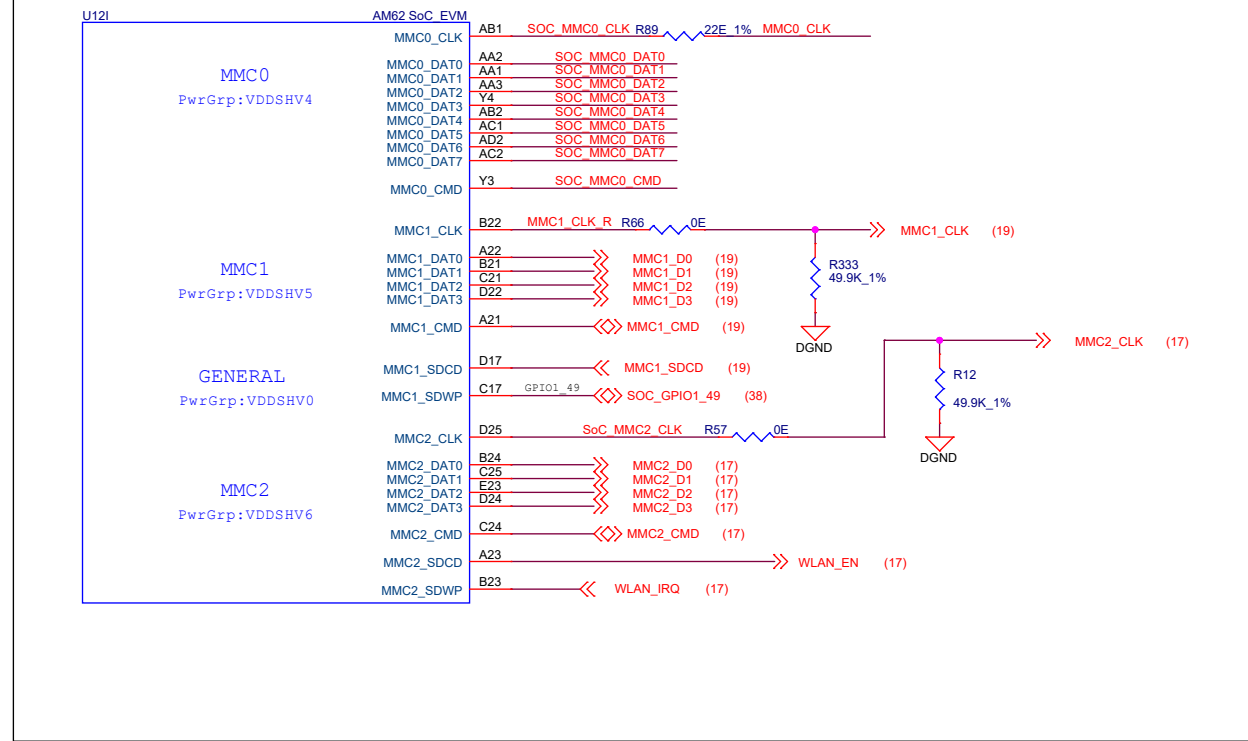 U12I AM62 SoC_EVM
MMC0_CLK AB1 SOC_MMC0_CLK R89 22E_1% MMC0_CLK
MMC0
PwrGrp:VDDSHV4
MMC0_DAT0 AA2 SOC_MMC0_DAT0
MMC0_DAT1 AA1 SOC_MMC0_DAT1
MMC0_DAT2 AA3 SOC_MMC0_DAT2
MMC0_DAT3 Y4 SOC_MMC0_DAT3
MMC0_DAT4 AB2 SOC_MMC0_DAT4
MMC0_DAT5 AC1 SOC_MMC0_DAT5
MMC0_DAT6 AD2 SOC_MMC0_DAT6
MMC0_DAT7 AC2 SOC_MMC0_DAT7
MMC0_CMD Y3 SOC_MMC0_CMD
MMC1_CLK B22 MMC1_CLK_R R66 0E MMC1_CLK (19)
MMC1
PwrGrp:VDDSHV5
MMC1_DAT0 A22 MMC1_D0 (19)
MMC1_DAT1 B21 MMC1_D1 (19)
MMC1_DAT2 C21 MMC1_D2 (19)
MMC1_DAT3 D22 MMC1_D3 (19)
R333
49.9K_1%
DGND
MMC1_CMD A21 MMC1_CMD (19)
MMC2_CLK (17)
MMC1_SDCD D17 MMC1_SDCD (19)
GENERAL
PwrGrp:VDDSHV0
MMC1_SDWP C17 GPIO1_49 SOC_GPIO1_49 (38)
R12
49.9K_1%
DGND
MMC2_CLK D25 SoC_MMC2_CLK R57 0E
MMC2_DAT0 B24 MMC2_D0 (17)
MMC2_DAT1 C25 MMC2_D1 (17)
MMC2_DAT2 E23 MMC2_D2 (17)
MMC2_DAT3 D24 MMC2_D3 (17)
MMC2
PwrGrp:VDDSHV6
MMC2_CMD C24 MMC2_CMD (17)
MMC2_SDCD A23 WLAN_EN (17)
MMC2_SDWP B23 WLAN_IRQ (17)